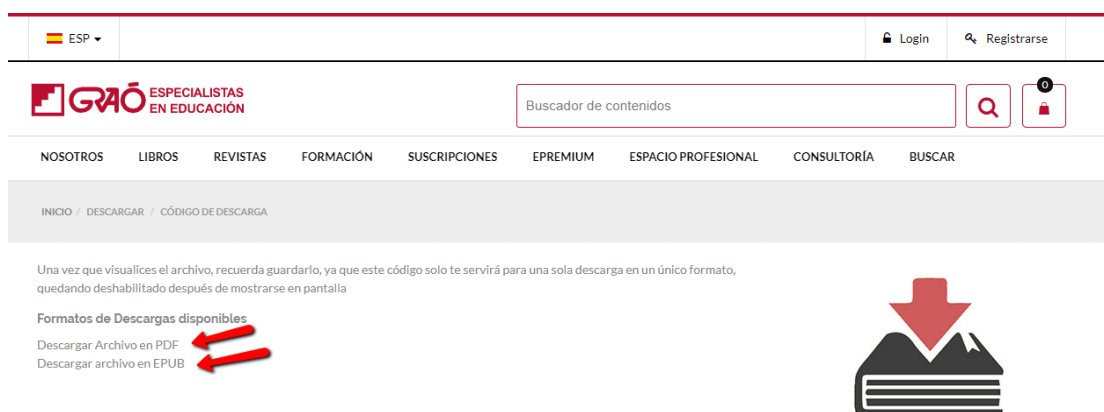 ESP
Login
Registrarse
GRAÓ ESPECIALISTAS
EN EDUCACIÓN
Buscador de contenidos
0
NOSOTROS LIBROS REVISTAS FORMACIÓN SUSCRIPCIONES EPREMIUM ESPACIO PROFESIONAL CONSULTORÍA BUSCAR
INICIO / DESCARGAR / CÓDIGO DE DESCARGA
Una vez que visualices el archivo, recuerda guardarlo, ya que este código solo te servirá para una sola descarga en un único formato,
quedando deshabilitado después de mostrarse en pantalla
Formatos de Descargas disponibles
Descargar Archivo en PDF
Descargar archivo en EPUB